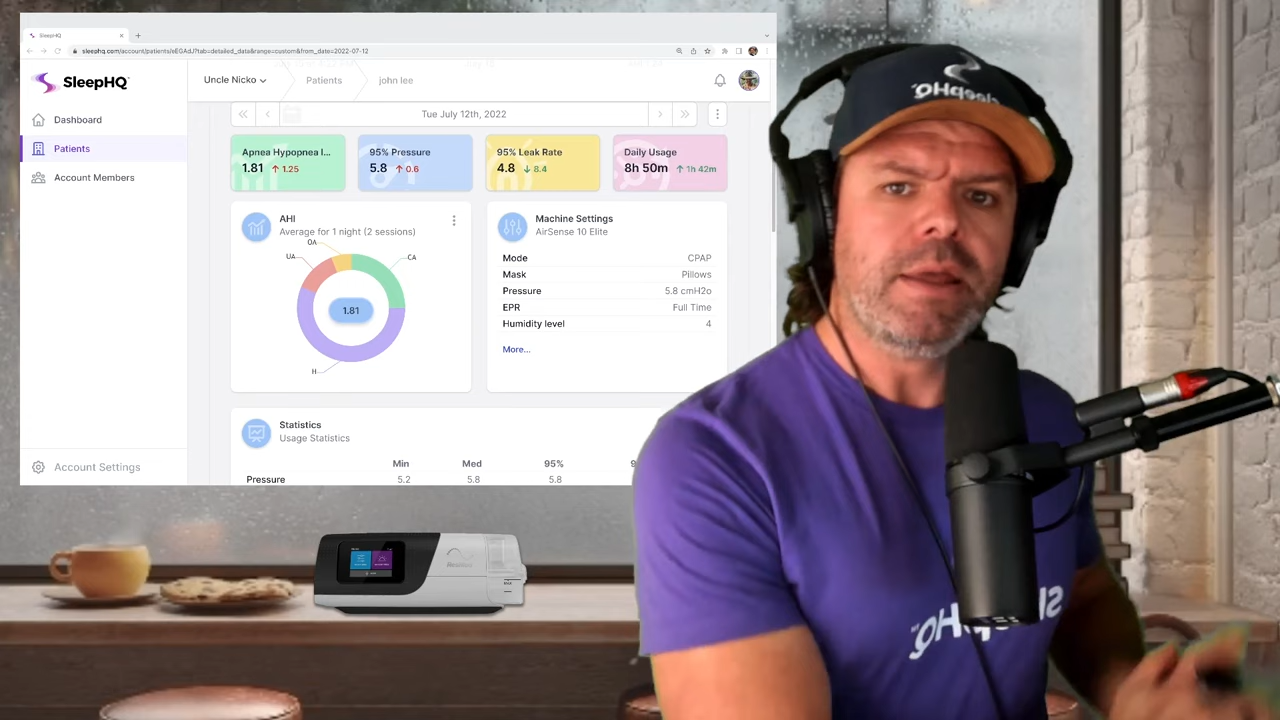 SleepHQ
sleephq.com/account/patients/eEGAdJ?tab=detailed_data&range=custom&from_date=2022-07-12
SleepHQ
Uncle Nicko
Patients
john lee
Dashboard
Patients
Account Members
Account Settings
Tue July 12th, 2022
Apnea Hypopnea I...
1.81 ↑ 1.25
95% Pressure
5.8 ↑ 0.6
95% Leak Rate
4.8 ↓ 8.4
Daily Usage
8h 50m ↑ 1h 42m
AHI
Average for 1 night (2 sessions)
OA
UA
CA
1.81
H
Machine Settings
AirSense 10 Elite
Mode CPAP
Mask Pillows
Pressure 5.8 cmH2o
EPR Full Time
Humidity level 4
More...
Statistics
Usage Statistics
Min Med 95%
Pressure 5.2 5.8 5.8
SleepHQ
SleepHQ